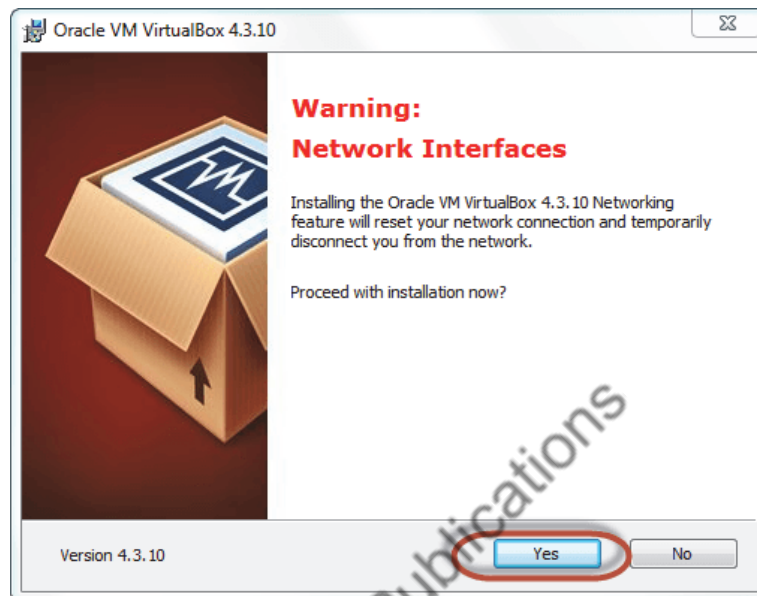 Oracle VM VirtualBox 4.3.10
Warning:
Network Interfaces
Installing the Oracle VM VirtualBox 4.3.10 Networking
feature will reset your network connection and temporarily
disconnect you from the network.
Proceed with installation now?
Publications
Version 4.3.10
Yes
No